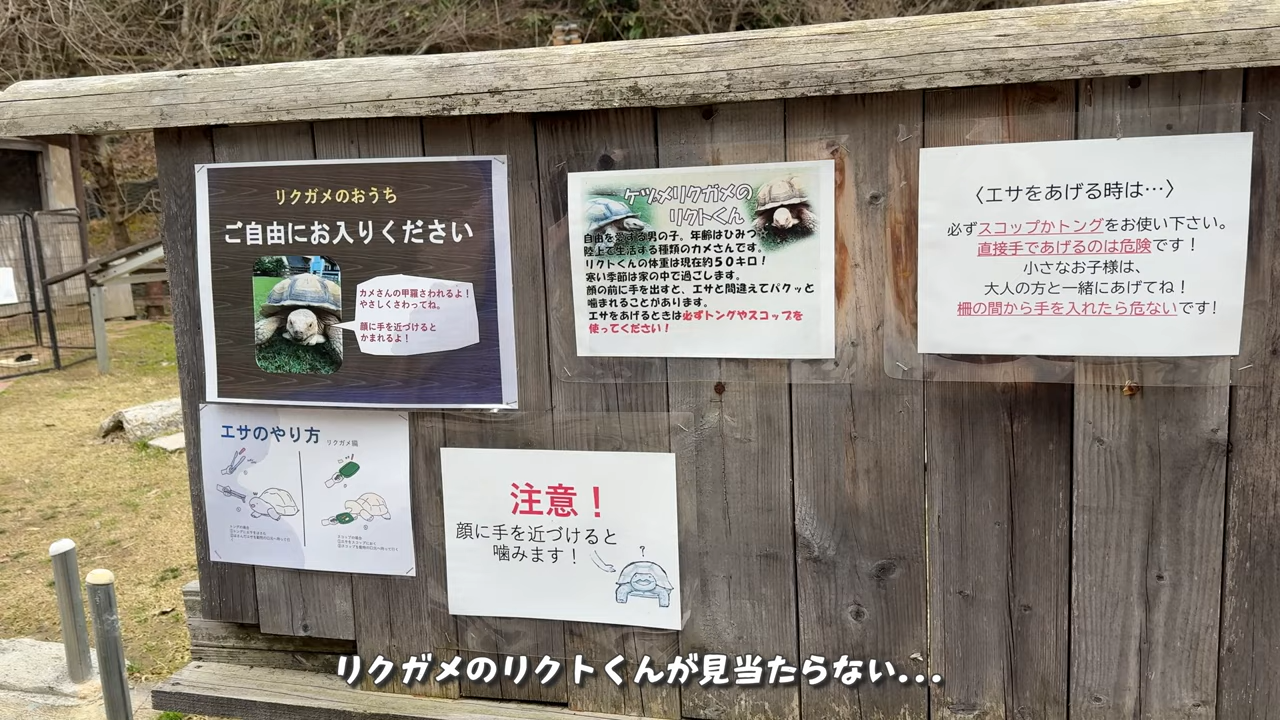 リクガメのおうち
ご自由にお入りください
カメさんの甲羅さわれるよ！
やさしくさわってね。
顔に手を近づけると
かまれるよ！
ケヅメリクガメの
リクトくん
自由を愛する男の子。年齢はひみつ
陸上で生活する種類のカメさんです。
リクトくんの体重は現在約５０キロ！
寒い季節は家の中で過ごします。
顔の前に手を出すと、エサと間違えてパクッと
噛まれることがあります。
エサをあげるときは必ずトングやスコップを
使ってください！
〈エサをあげる時は…〉
必ずスコップかトングをお使い下さい。
直接手であげるのは危険です！
小さなお子様は、
大人の方と一緒にあげてね！
柵の間から手を入れたら危ないです！
エサのやり方
リクガメ編
注意！
顔に手を近づけると
噛みます！
?
リクガメのリクトくんが見当たらない...